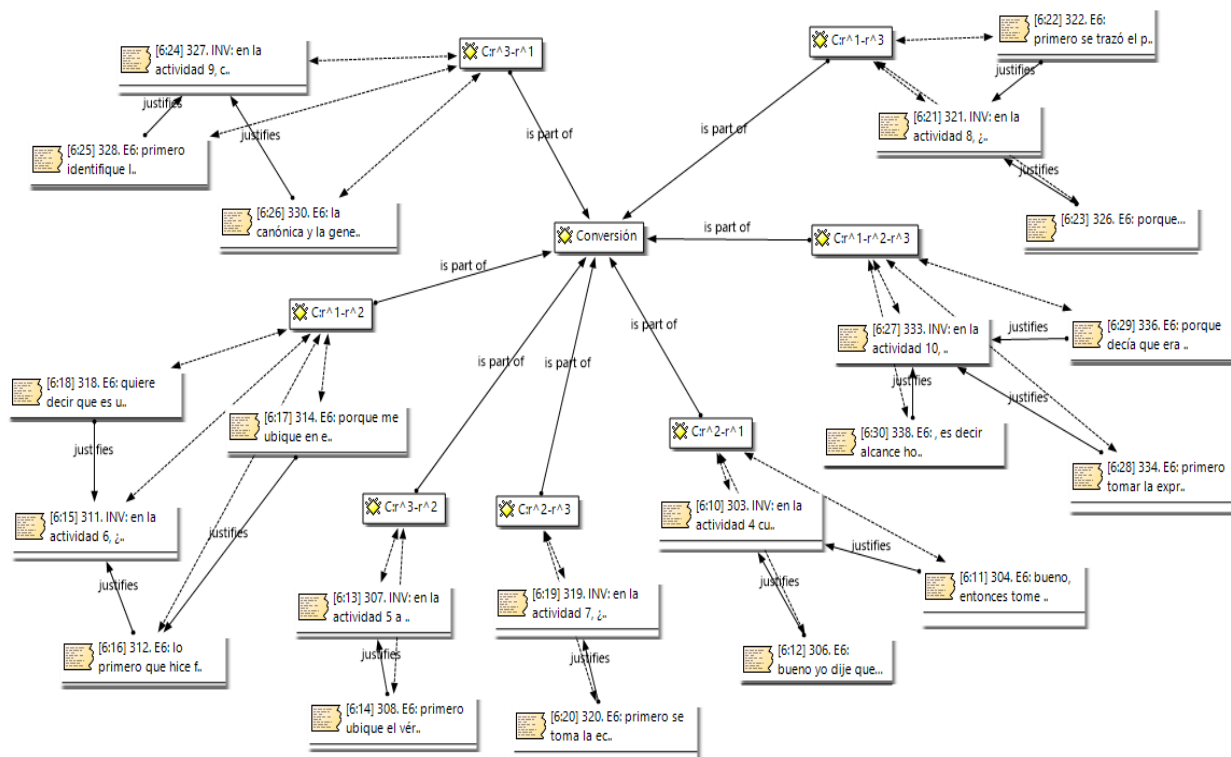 [6:22] 322. E6:
primero se trazó el p..
[6:24] 327. INV: en la
actividad 9, c..
C:r^3-r^1
C:r^1-r^3
justifies
is part of
justifies
[6:21] 321. INV: en la
actividad 8, ¿..
justifies
is part of
justifies
[6:25] 328. E6: primero
identifique l..
justifies
[6:26] 330. E6: la
canónica y la gene..
[6:23] 326. E6: porque...
is part of
Conversión
C:r^1-r^2-r^3
is part of
C:r^1-r^2
is part of
is part of
is part of
[6:27] 333. INV: en la
actividad 10, ..
justifies
[6:29] 336. E6: porque
decía que era ..
[6:18] 318. E6: quiere
decir que es u..
[6:17] 314. E6: porque me
ubique en e..
justifies
C:r^2-r^1
[6:30] 338. E6: , es decir
alcance ho..
justifies
justifies
[6:28] 334. E6: primero
tomar la expr..
[6:15] 311. INV: en la
actividad 6, ¿..
justifies
C:r^3-r^2
C:r^2-r^3
[6:10] 303. INV: en la
actividad 4 cu..
justifies
justifies
[6:11] 304. E6: bueno,
entonces tome ..
justifies
[6:13] 307. INV: en la
actividad 5 a ..
[6:19] 319. INV: en la
actividad 7, ¿..
[6:16] 312. E6: lo
primero que hice f..
justifies
justifies
[6:12] 306. E6:
bueno yo dije que...
[6:14] 308. E6: primero
ubique el vér..
[6:20] 320. E6: primero se
toma la ec..